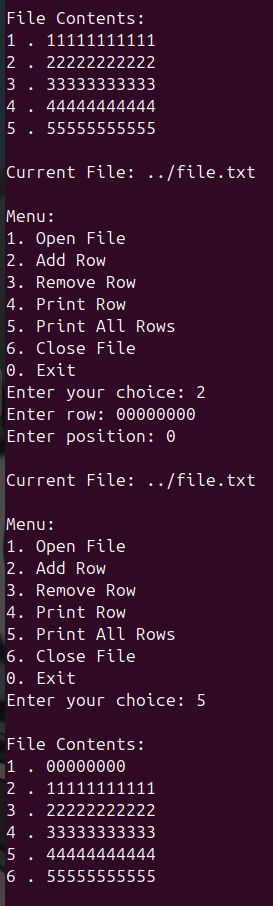 File Contents:
1 . 11111111111
2 . 22222222222
3 . 33333333333
4 . 44444444444
5 . 55555555555
Current File: ../file.txt
Menu:
1. Open File
2. Add Row
3. Remove Row
4. Print Row
5. Print All Rows
6. Close File
0. Exit
Enter your choice: 2
Enter row: 00000000
Enter position: 0
Current File: ../file.txt
Menu:
1. Open File
2. Add Row
3. Remove Row
4. Print Row
5. Print All Rows
6. Close File
0. Exit
Enter your choice: 5
File Contents:
1 . 00000000
2 . 11111111111
3 . 22222222222
4 . 33333333333
5 . 44444444444
6 . 55555555555